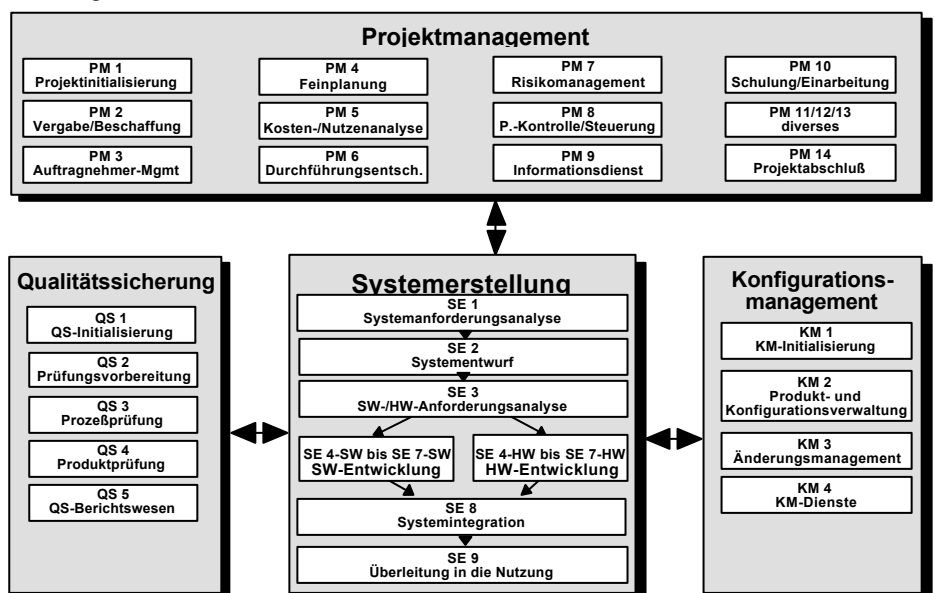 Projektmanagement
PM 1
Projektinitialisierung
PM 2
Vergabe/Beschaffung
PM 3
Auftragnehmer-Mgmt
PM 4
Feinplanung
PM 5
Kosten-/Nutzenanalyse
PM 6
Durchführungsentsch.
PM 7
Risikomanagement
PM 8
P.-Kontrolle/Steuerung
PM 9
Informationsdienst
PM 10
Schulung/Einarbeitung
PM 11/12/13
diverses
PM 14
Projektabschluß
Qualitätssicherung
QS 1
QS-Initialisierung
QS 2
Prüfungsvorbereitung
QS 3
Prozeßprüfung
QS 4
Produktprüfung
QS 5
QS-Berichtswesen
Systemerstellung
SE 1
Systemanforderungsanalyse
SE 2
Systementwurf
SE 3
SW-/HW-Anforderungsanalyse
SE 4-SW bis SE 7-SW
SW-Entwicklung
SE 4-HW bis SE 7-HW
HW-Entwicklung
SE 8
Systemintegration
SE 9
Überleitung in die Nutzung
Konfigurations-
management
KM 1
KM-Initialisierung
KM 2
Produkt- und
Konfigurationsverwaltung
KM 3
Änderungsmanagement
KM 4
KM-Dienste